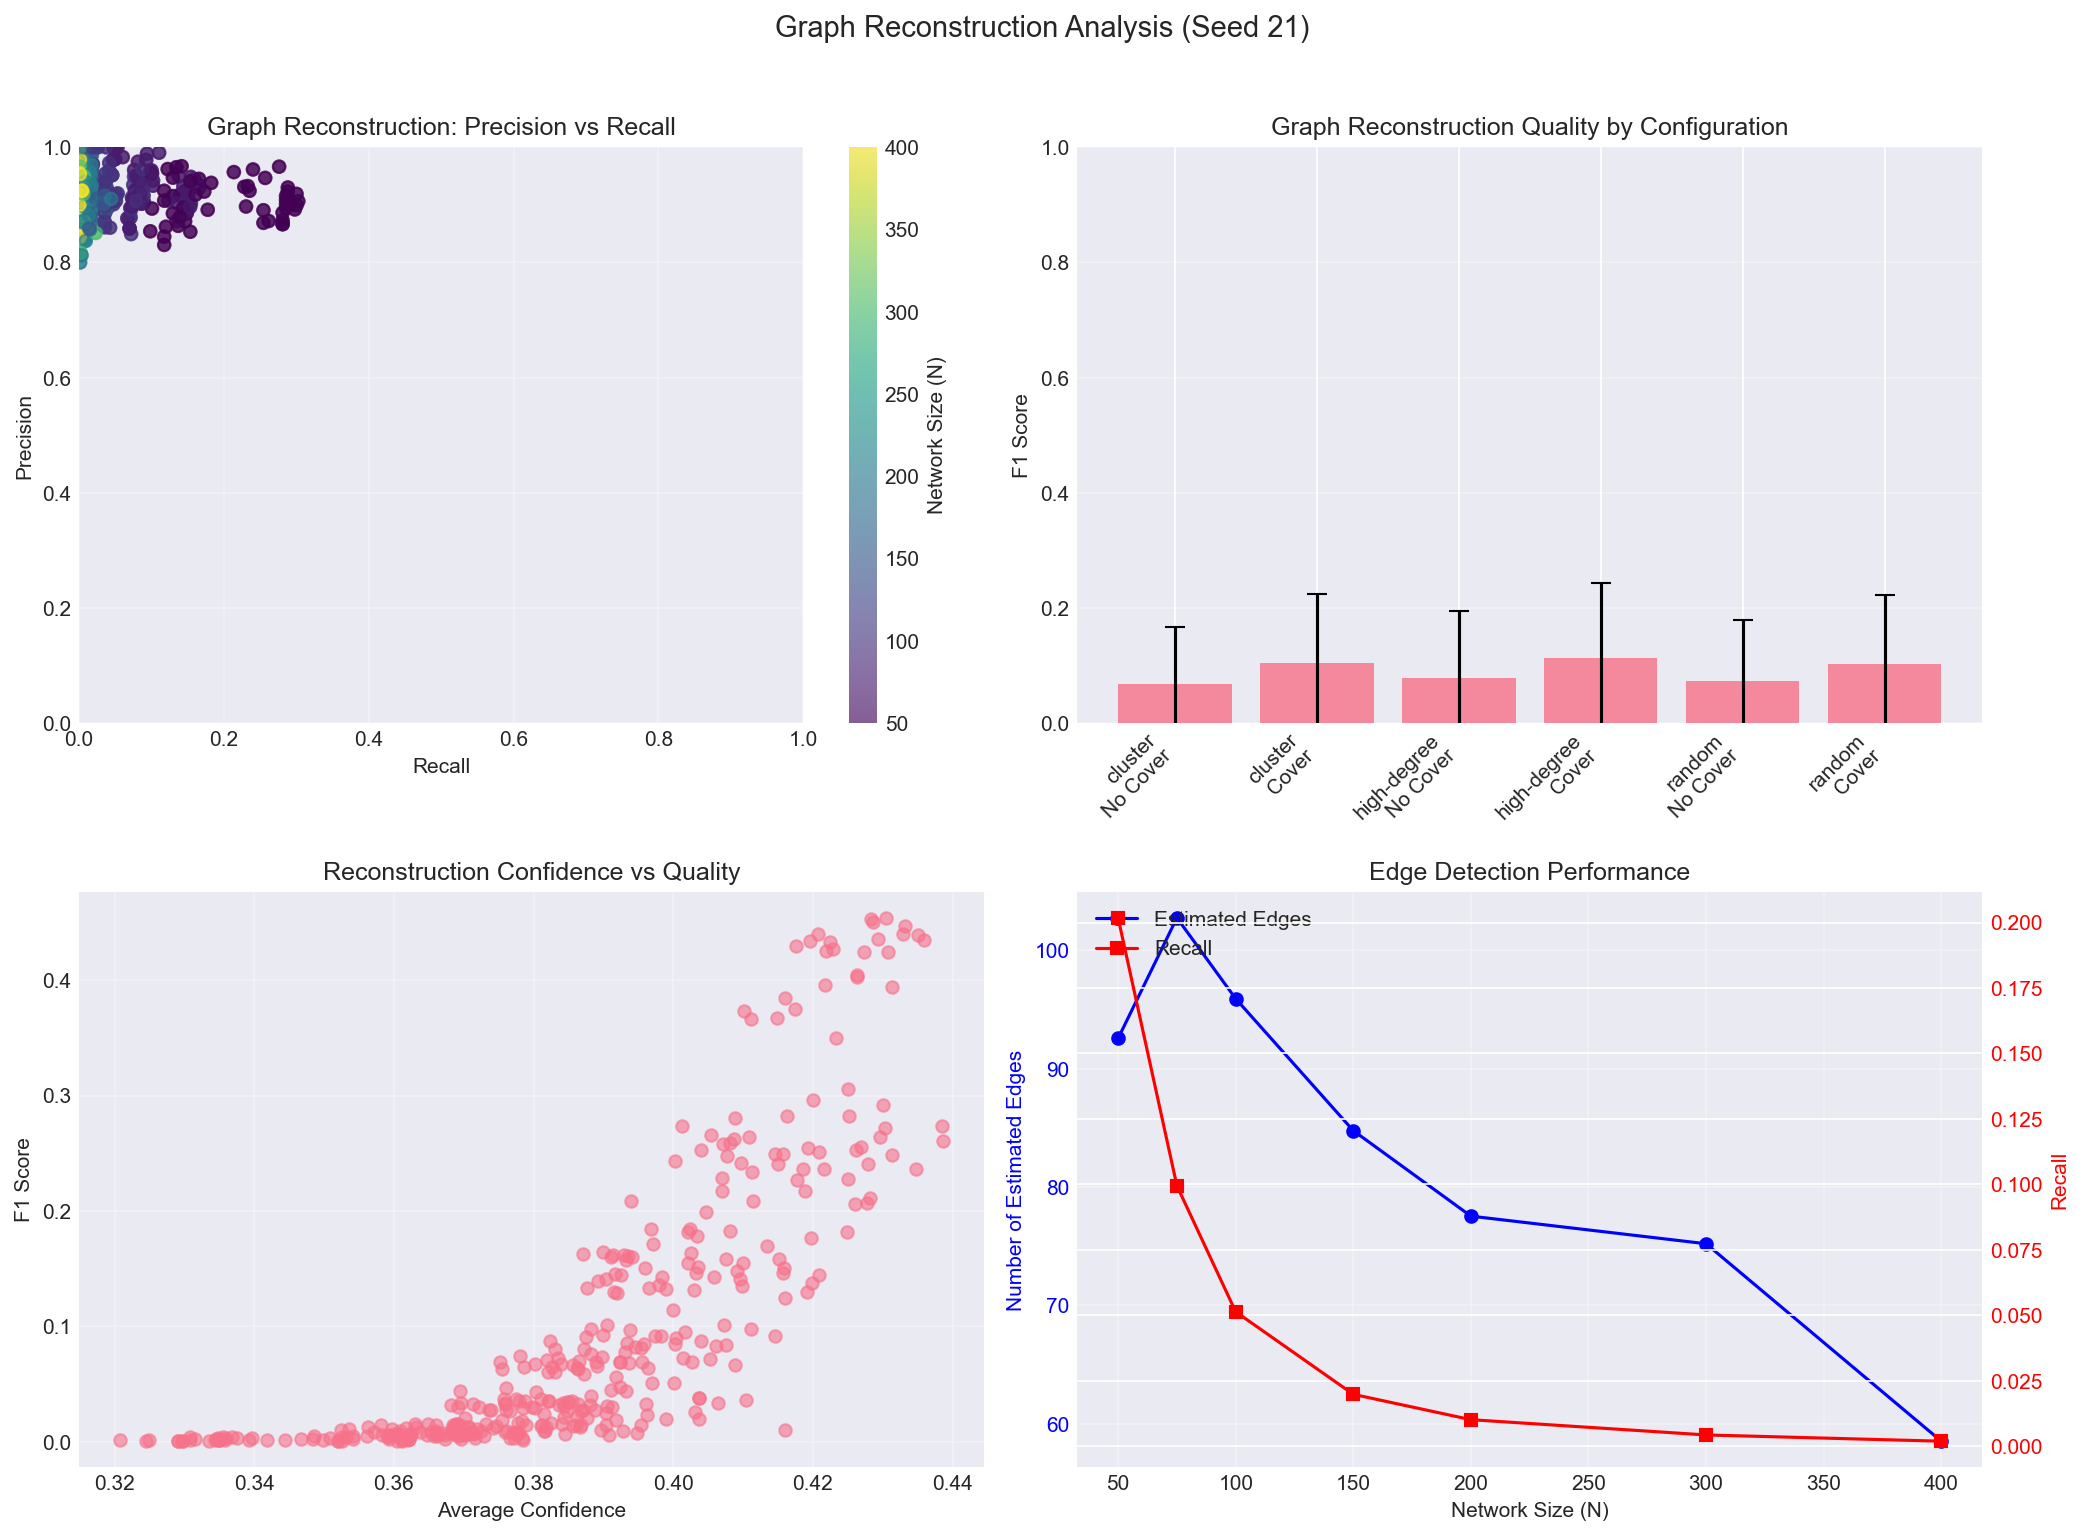 Graph Reconstruction Analysis (Seed 21)
Graph Reconstruction: Precision vs Recall
1.0
0.8
0.6
0.4
0.2
0.0
Precision
0.0 0.2 0.4 0.6 0.8 1.0
Recall
400
350
300
250
200
150
100
50
Network Size (N)
Graph Reconstruction Quality by Configuration
1.0
0.8
0.6
0.4
0.2
0.0
F1 Score
cluster
No Cover
cluster
Cover
high-degree
No Cover
high-degree
Cover
random
No Cover
random
Cover
Reconstruction Confidence vs Quality
0.4
0.3
0.2
0.1
0.0
F1 Score
0.32 0.34 0.36 0.38 0.40 0.42 0.44
Average Confidence
Edge Detection Performance
Estimated Edges
Recall
100
90
80
70
60
Number of Estimated Edges
0.200
0.175
0.150
0.125
0.100
0.075
0.050
0.025
0.000
Recall
50 100 150 200 250 300 350 400
Network Size (N)